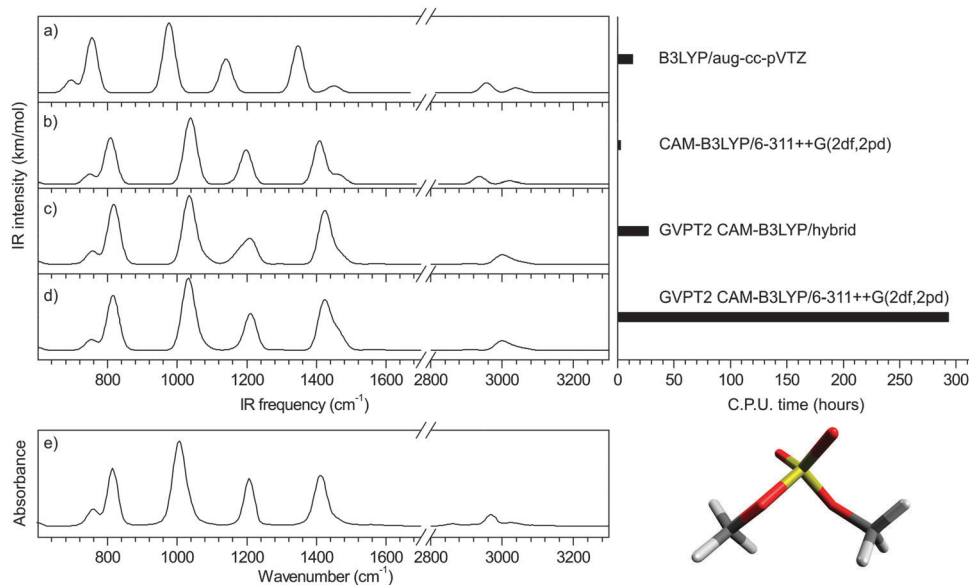 a)
b)
c)
d)
IR intensity (km/mol)
800 1000 1200 1400 1600 2800 3000 3200
IR frequency (cm-1)
B3LYP/aug-cc-pVTZ
CAM-B3LYP/6-311++G(2df,2pd)
GVPT2 CAM-B3LYP/hybrid
GVPT2 CAM-B3LYP/6-311++G(2df,2pd)
0 50 100 150 200 250 300
C.P.U. time (hours)
e)
Absorbance
800 1000 1200 1400 1600 2800 3000 3200
Wavenumber (cm-1)